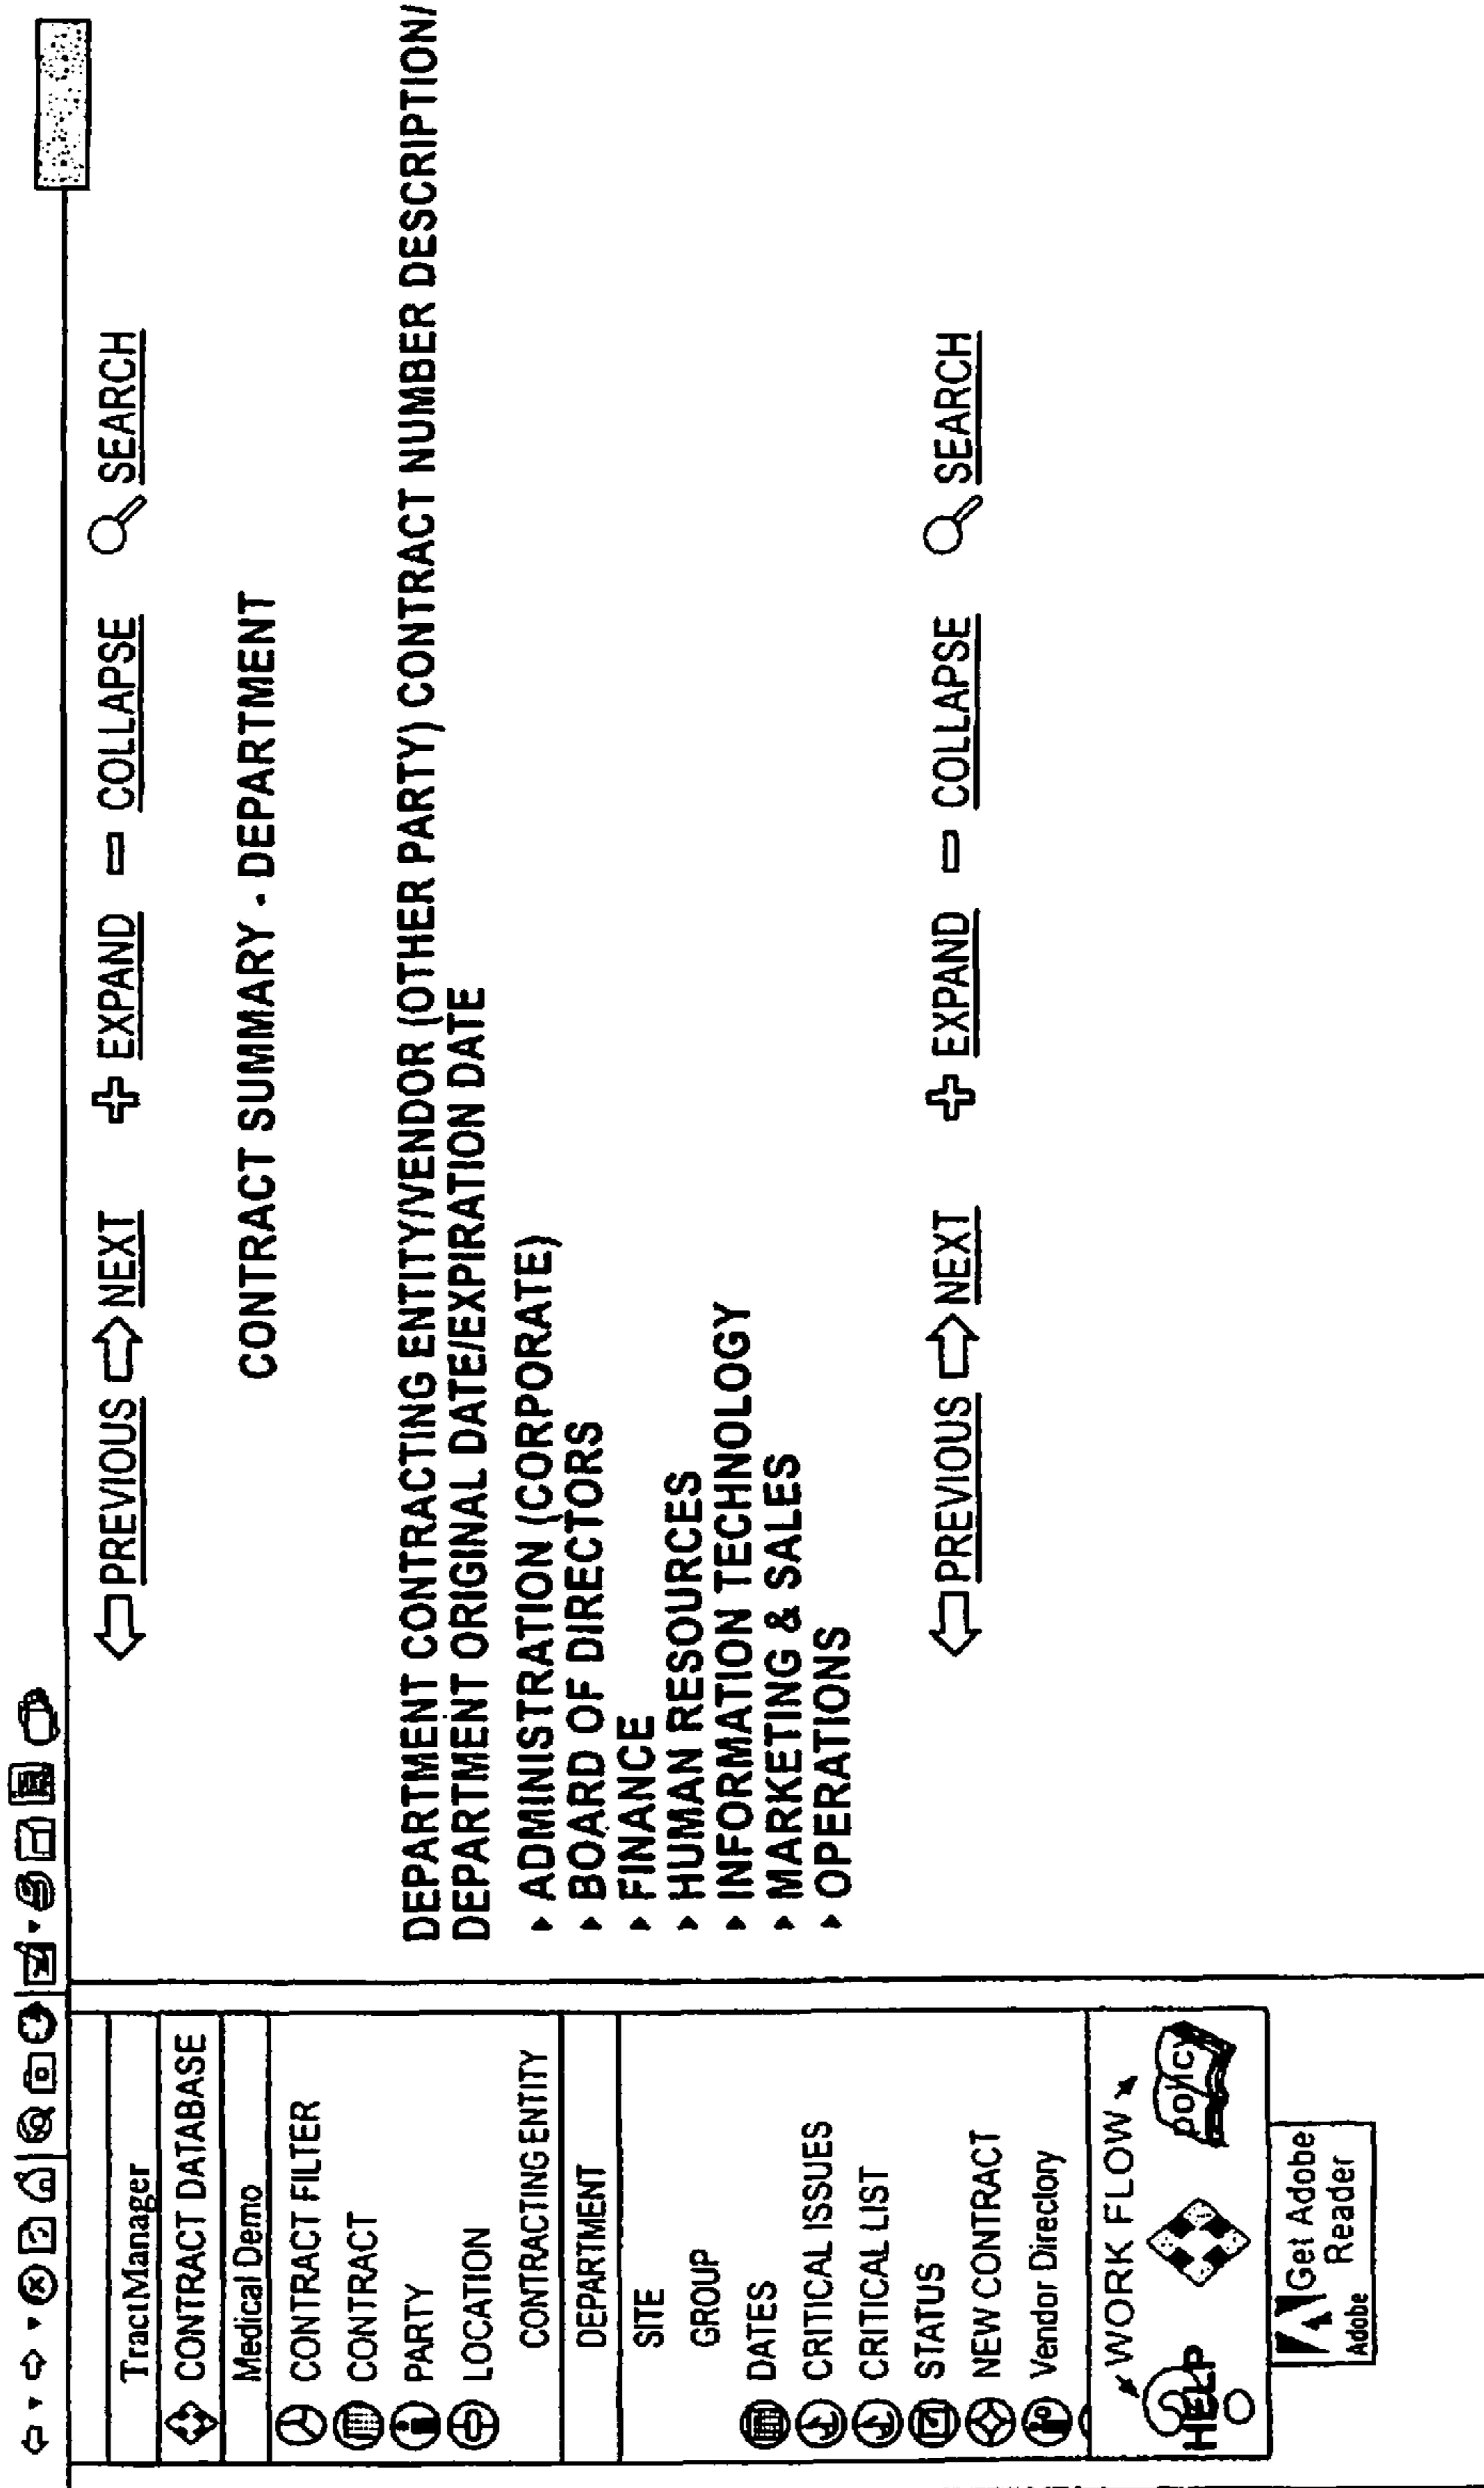 TractManager
CONTRACT DATABASE
Medical Demo
CONTRACT FILTER
CONTRACT
PARTY
LOCATION
CONTRACTING ENTITY
DEPARTMENT
SITE
GROUP
DATES
CRITICAL ISSUES
CRITICAL LIST
STATUS
NEW CONTRACT
Vendor Directory
WORK FLOW
HELP
policy
Get Adobe
Reader
Adobe
PREVIOUS NEXT EXPAND COLLAPSE SEARCH
CONTRACT SUMMARY - DEPARTMENT
DEPARTMENT CONTRACTING ENTITY/VENDOR (OTHER PARTY) CONTRACT NUMBER DESCRIPTION/
DEPARTMENT ORIGINAL DATE/EXPIRATION DATE
ADMINISTRATION (CORPORATE)
BOARD OF DIRECTORS
FINANCE
HUMAN RESOURCES
INFORMATION TECHNOLOGY
MARKETING & SALES
OPERATIONS
PREVIOUS NEXT EXPAND COLLAPSE SEARCH